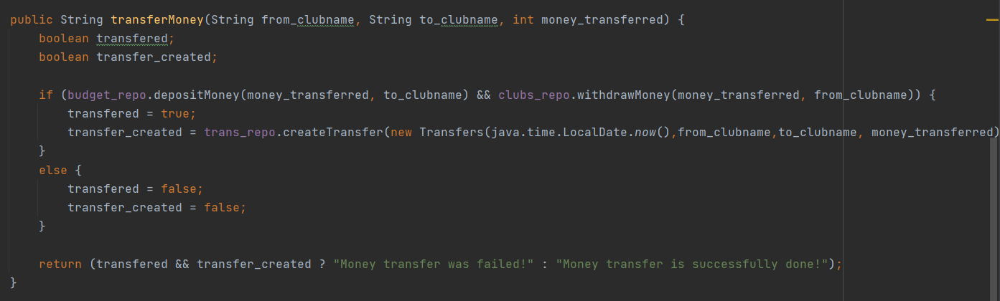 public String transferMoney(String from_clubname, String to_clubname, int money_transferred) {
    boolean transfered;
    boolean transfer_created;

    if (budget_repo.depositMoney(money_transferred, to_clubname) && clubs_repo.withdrawMoney(money_transferred, from_clubname)) {
        transfered = true;
        transfer_created = trans_repo.createTransfer(new Transfers(java.time.LocalDate.now(),from_clubname,to_clubname, money_transferred)
    }
    else {
        transfered = false;
        transfer_created = false;
    }

    return (transfered && transfer_created ? "Money transfer was failed!" : "Money transfer is successfully done!");
}